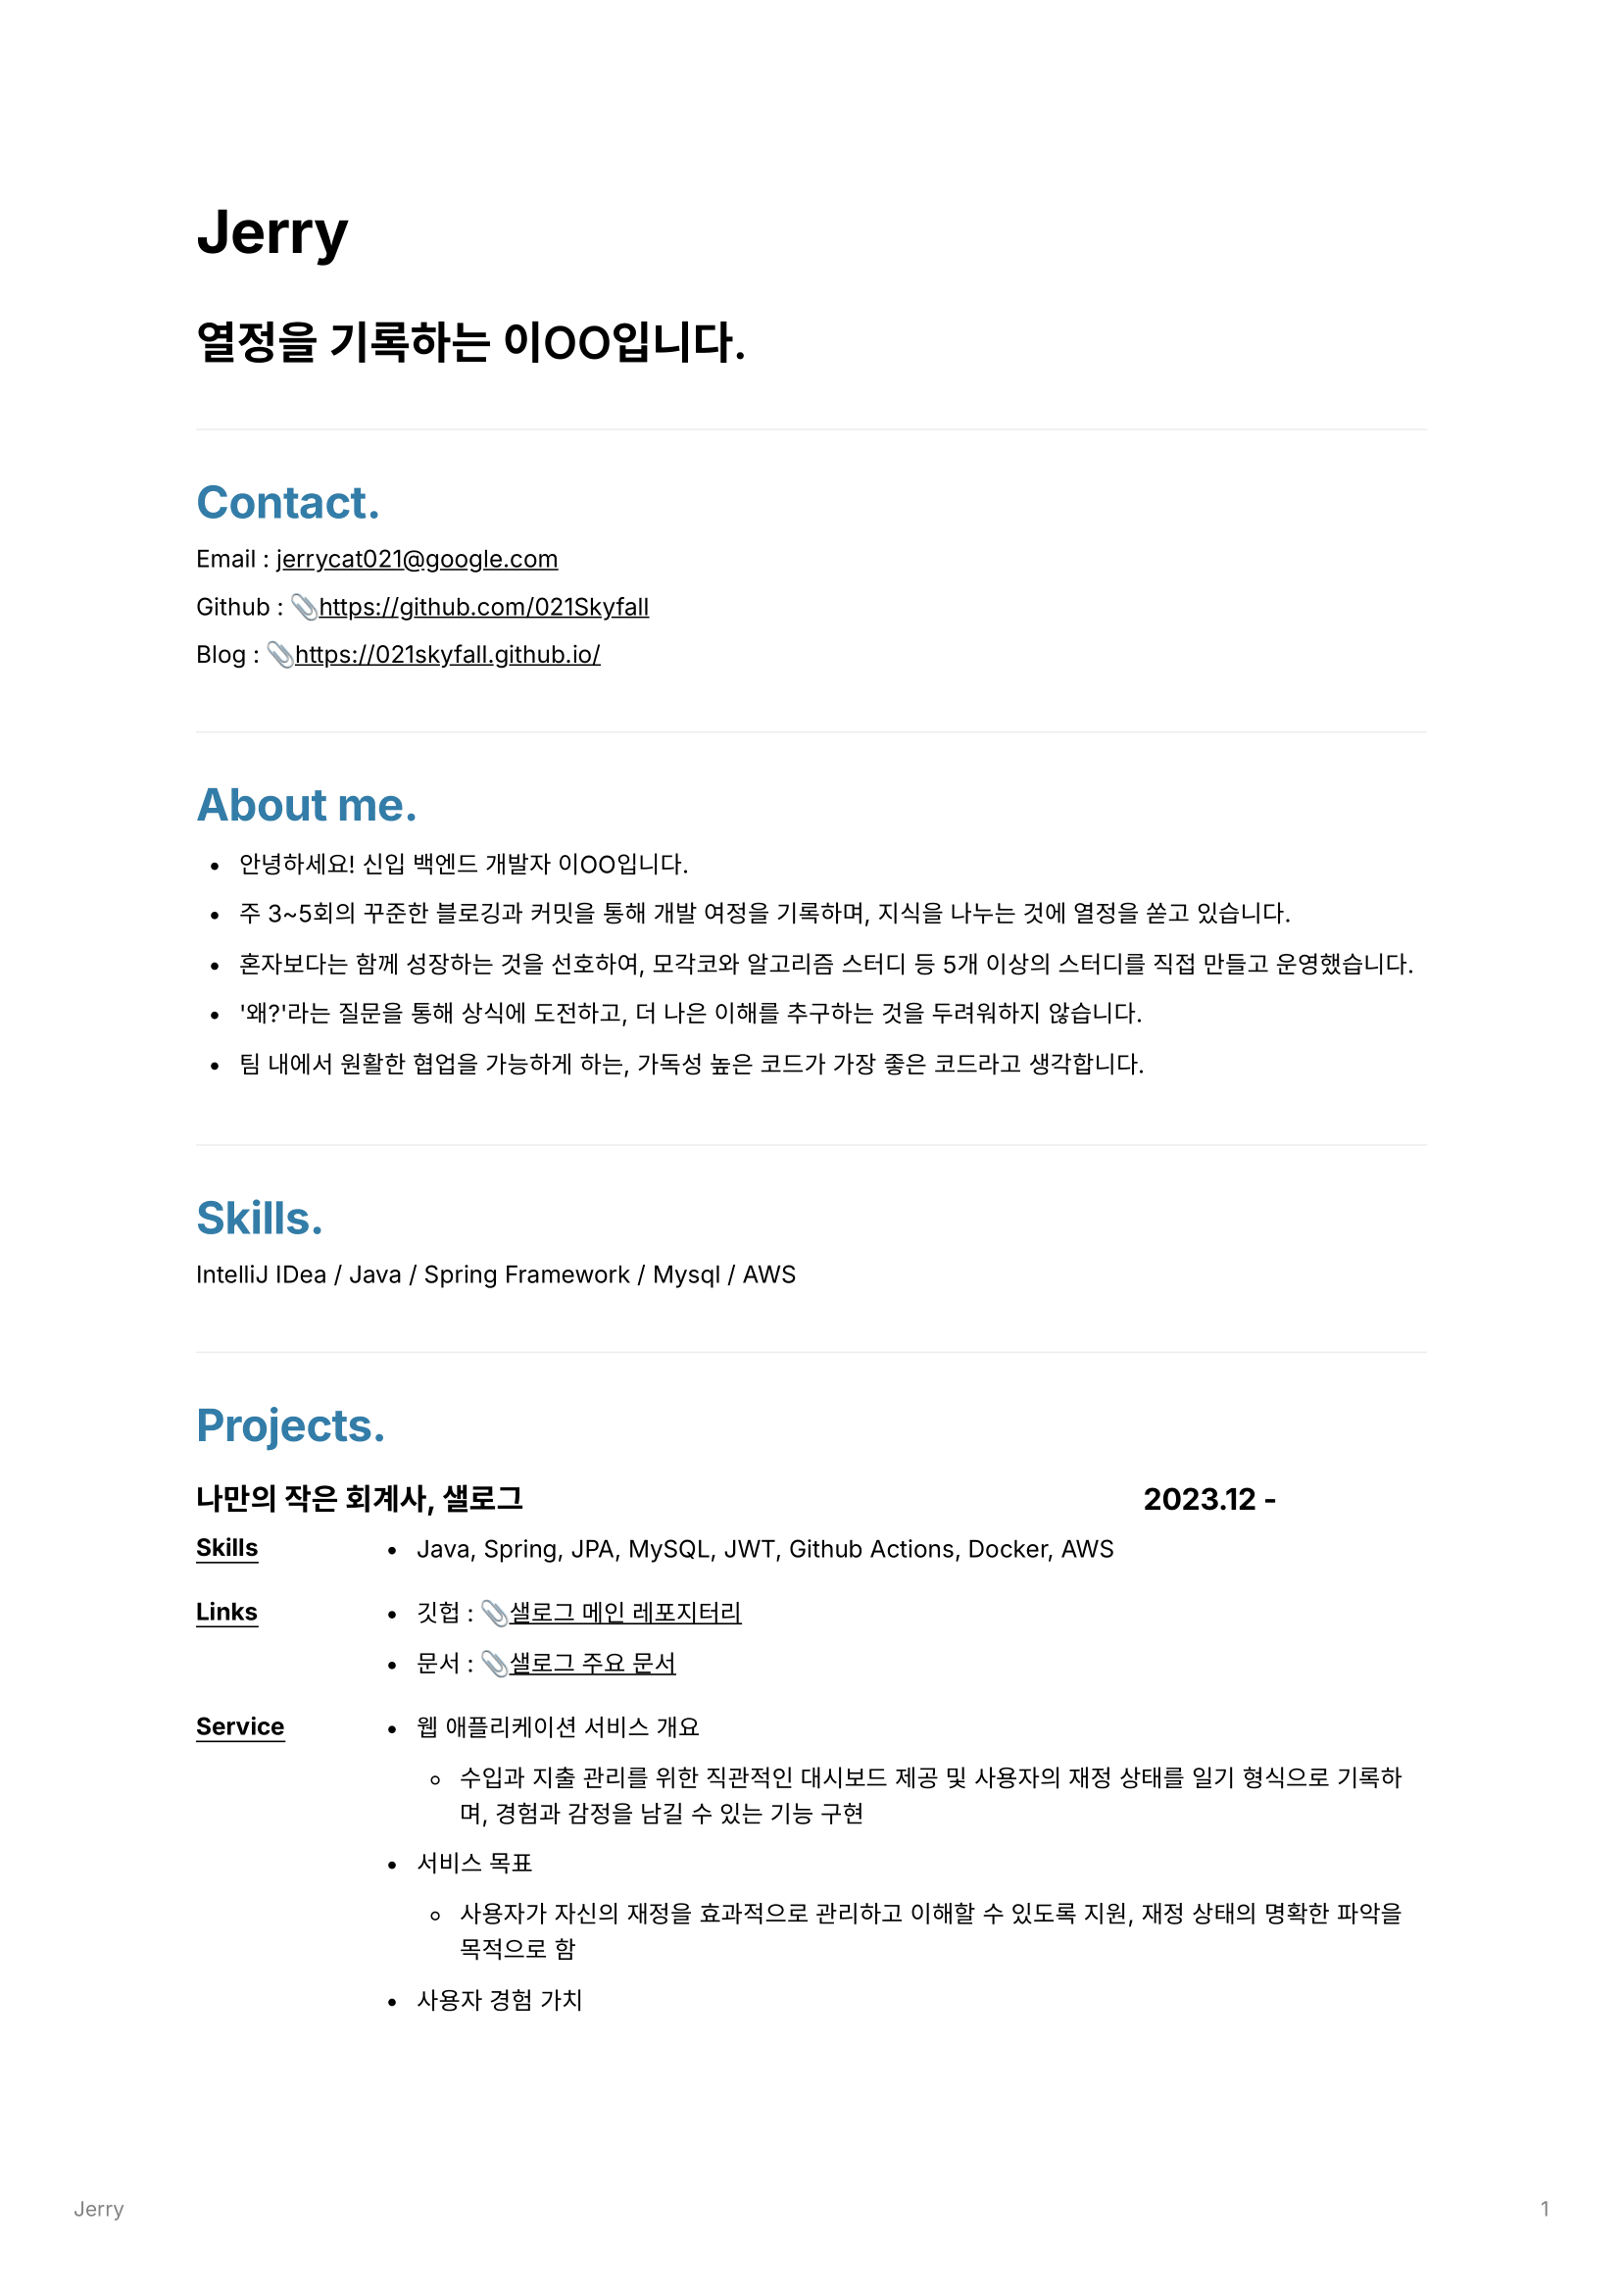 Jerry
열정을 기록하는 이OO입니다.
Contact.
Email : jerrycat021@google.com
Github : 📎https://github.com/021Skyfall
Blog : 📎https://021skyfall.github.io/
About me.
• 안녕하세요! 신입 백엔드 개발자 이OO입니다.
• 주 3~5회의 꾸준한 블로깅과 커밋을 통해 개발 여정을 기록하며, 지식을 나누는 것에 열정을 쏟고 있습니다.
• 혼자보다는 함께 성장하는 것을 선호하여, 모각코와 알고리즘 스터디 등 5개 이상의 스터디를 직접 만들고 운영했습니다.
• '왜?'라는 질문을 통해 상식에 도전하고, 더 나은 이해를 추구하는 것을 두려워하지 않습니다.
• 팀 내에서 원활한 협업을 가능하게 하는, 가독성 높은 코드가 가장 좋은 코드라고 생각합니다.
Skills.
IntelliJ IDea / Java / Spring Framework / Mysql / AWS
Projects.
나만의 작은 회계사, 샐로그 2023.12 -
Skills • Java, Spring, JPA, MySQL, JWT, Github Actions, Docker, AWS
Links • 깃헙 : 📎샐로그 메인 레포지터리
• 문서 : 📎샐로그 주요 문서
Service • 웹 애플리케이션 서비스 개요
◦ 수입과 지출 관리를 위한 직관적인 대시보드 제공 및 사용자의 재정 상태를 일기 형식으로 기록하
며, 경험과 감정을 남길 수 있는 기능 구현
• 서비스 목표
◦ 사용자가 자신의 재정을 효과적으로 관리하고 이해할 수 있도록 지원, 재정 상태의 명확한 파악을
목적으로 함
• 사용자 경험 가치
Jerry 1